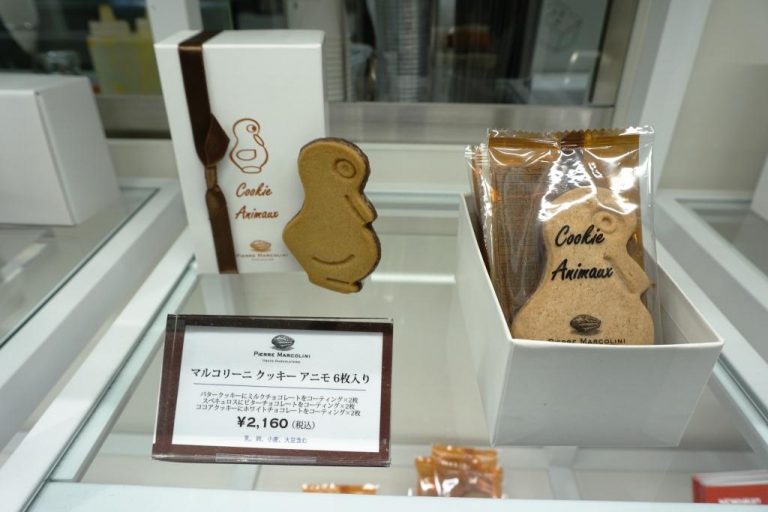 Cookie
Animaux
PIERRE MARCOLINI
Cookie
Animaux
PIERRE MARCOLINI
PIERRE MARCOLINI
マルコリーニ クッキー アニモ 6枚入り
バタークッキーにミルクチョコレートをコーティング×2枚
スペキュロスにビターチョコレートをコーティング×2枚
ココアクッキーにホワイトチョコレートをコーティング×2枚
¥2,160(税込)
乳、卵、小麦、大豆含む